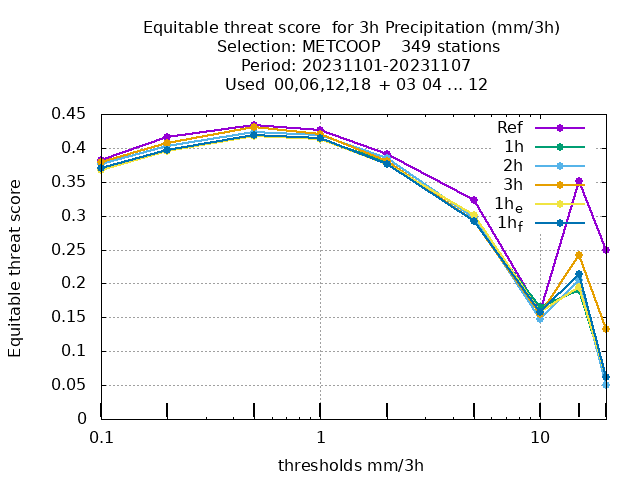 Equitable threat score  for 3h Precipitation (mm/3h)
Selection: METCOOP    349 stations
Period: 20231101-20231107
Used  00,06,12,18  + 03 04 ... 12
Equitable threat score
0.45
0.4
0.35
0.3
0.25
0.2
0.15
0.1
0.05
0
Ref
1h
2h
3h
1hₑ
1h_f
0.1 1 10
thresholds mm/3h